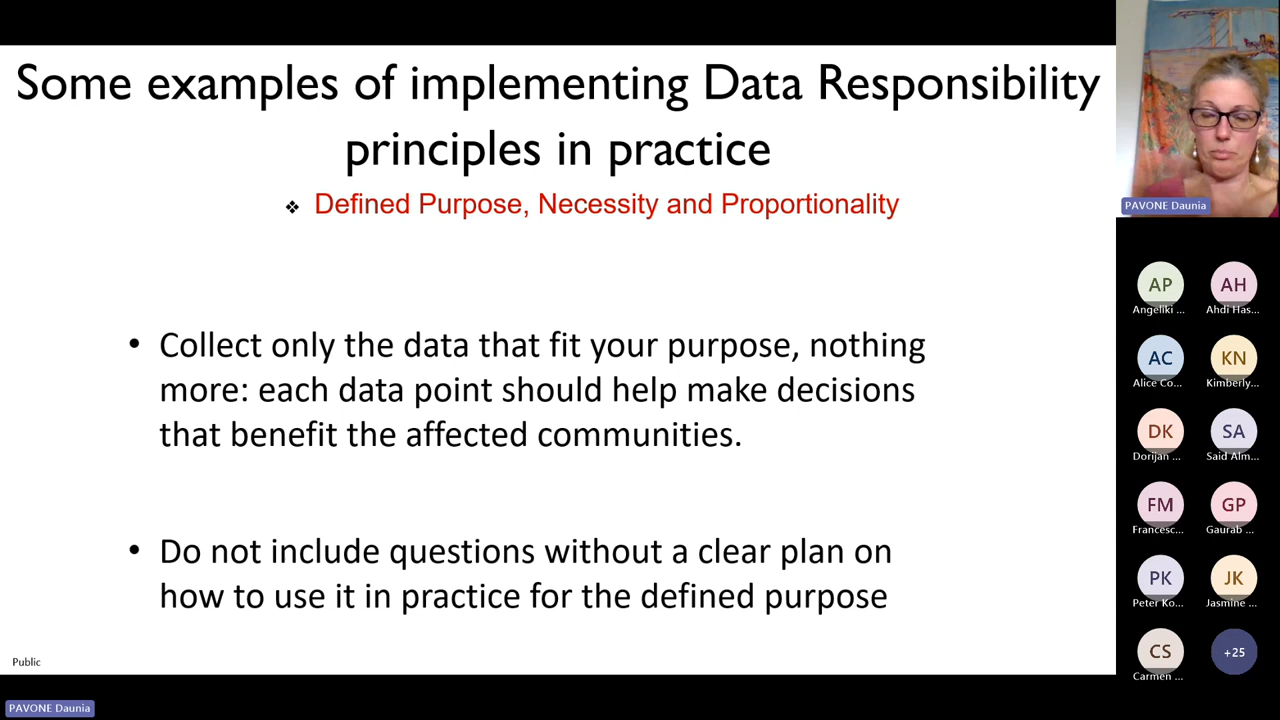 Some examples of implementing Data Responsibility
principles in practice
❖ Defined Purpose, Necessity and Proportionality
• Collect only the data that fit your purpose, nothing
more: each data point should help make decisions
that benefit the affected communities.
• Do not include questions without a clear plan on
how to use it in practice for the defined purpose
Public
PAVONE Daunia
PAVONE Daunia
AP
Angeliki ...
AH
Ahdi Has...
AC
Alice Co...
KN
Kimberly...
DK
Dorijan ...
SA
Said Alm...
FM
Francesc...
GP
Gaurab ...
PK
Peter Ko...
JK
Jasmine ...
CS
Carmen ...
+25